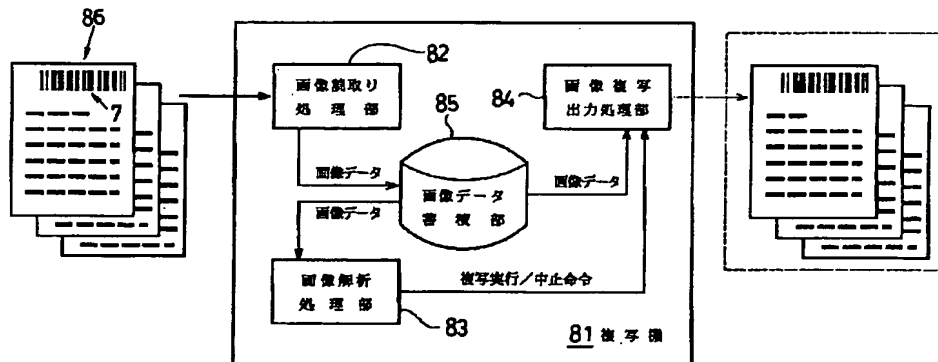 86
7
82
画像読取り
処理部
84
画像複写
出力処理部
85
画像データ
画像データ
蓄積部
画像データ
画像データ
画像解析
処理部
83
複写実行／中止命令
81 複写機